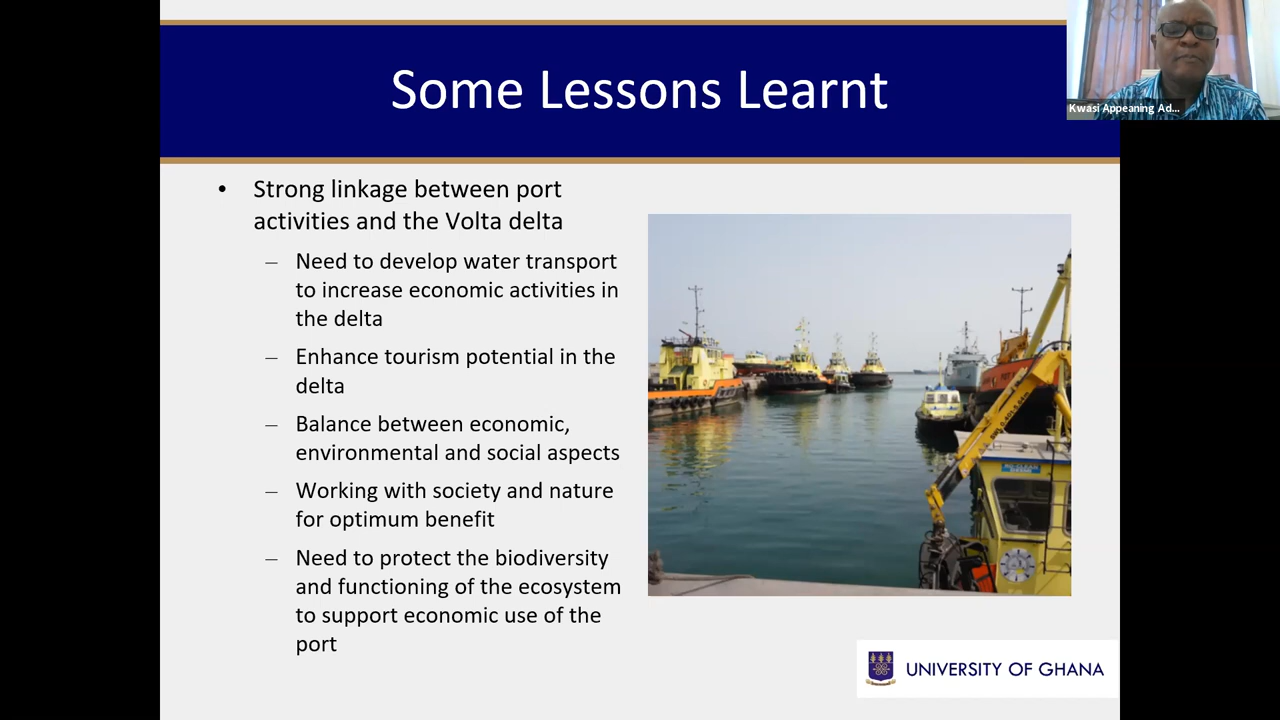 Some Lessons Learnt
Kwasi Appeaning Ad...
• Strong linkage between port
activities and the Volta delta
– Need to develop water transport
to increase economic activities in
the delta
– Enhance tourism potential in the
delta
– Balance between economic,
environmental and social aspects
– Working with society and nature
for optimum benefit
– Need to protect the biodiversity
and functioning of the ecosystem
to support economic use of the
port
UNIVERSITY OF GHANA